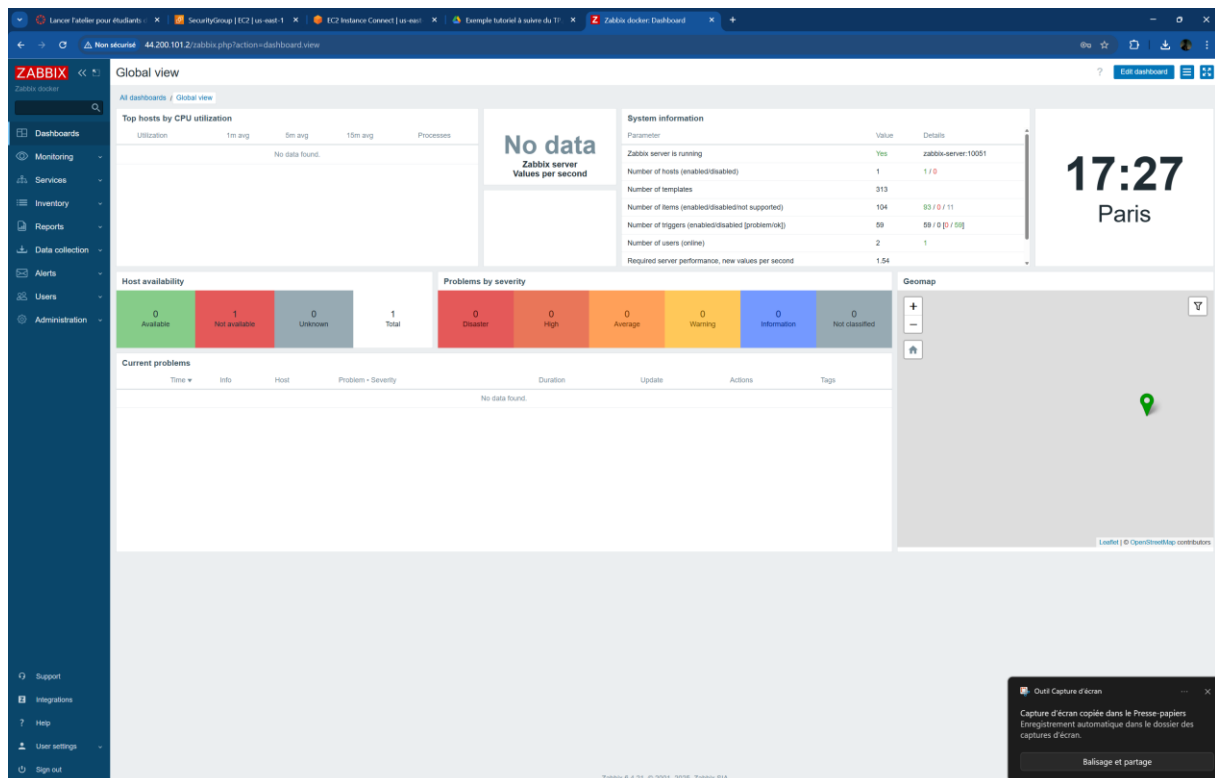 Lancer l'atelier pour étudiants
SecurityGroup | EC2 | us-east-1
EC2 Instance Connect | us-east
Exemple tutoriel à suivre du TP
Zabbix docker: Dashboard
Non sécurisé 44.200.101.2/zabbix.php?action=dashboard.view
ZABBIX
Zabbix docker
Dashboards
Monitoring
Services
Inventory
Reports
Data collection
Alerts
Users
Administration
Support
Integrations
Help
User settings
Sign out
Global view
? Edit dashboard
All dashboards / Global view
Top hosts by CPU utilization
Utilization 1m avg 5m avg 15m avg Processes
No data found.
No data
Zabbix server
Values per second
System information
Parameter Value Details
Zabbix server is running Yes zabbix-server:10051
Number of hosts (enabled/disabled) 1 1 / 0
Number of templates 313
Number of items (enabled/disabled/not supported) 104 93 / 0 / 11
Number of triggers (enabled/disabled [problem/ok]) 59 59 / 0 [0 / 59]
Number of users (online) 2 1
Required server performance, new values per second 1.54
17:27
Paris
Host availability
0 Available
1 Not available
0 Unknown
1 Total
Problems by severity
0 Disaster
0 High
0 Average
0 Warning
0 Information
0 Not classified
Geomap
+
−
Leaflet | © OpenStreetMap contributors
Current problems
Time Info Host Problem • Severity Duration Update Actions Tags
No data found.
Outil Capture d'écran
Capture d'écran copiée dans le Presse-papiers
Enregistrement automatique dans le dossier des
captures d'écran.
Balisage et partage